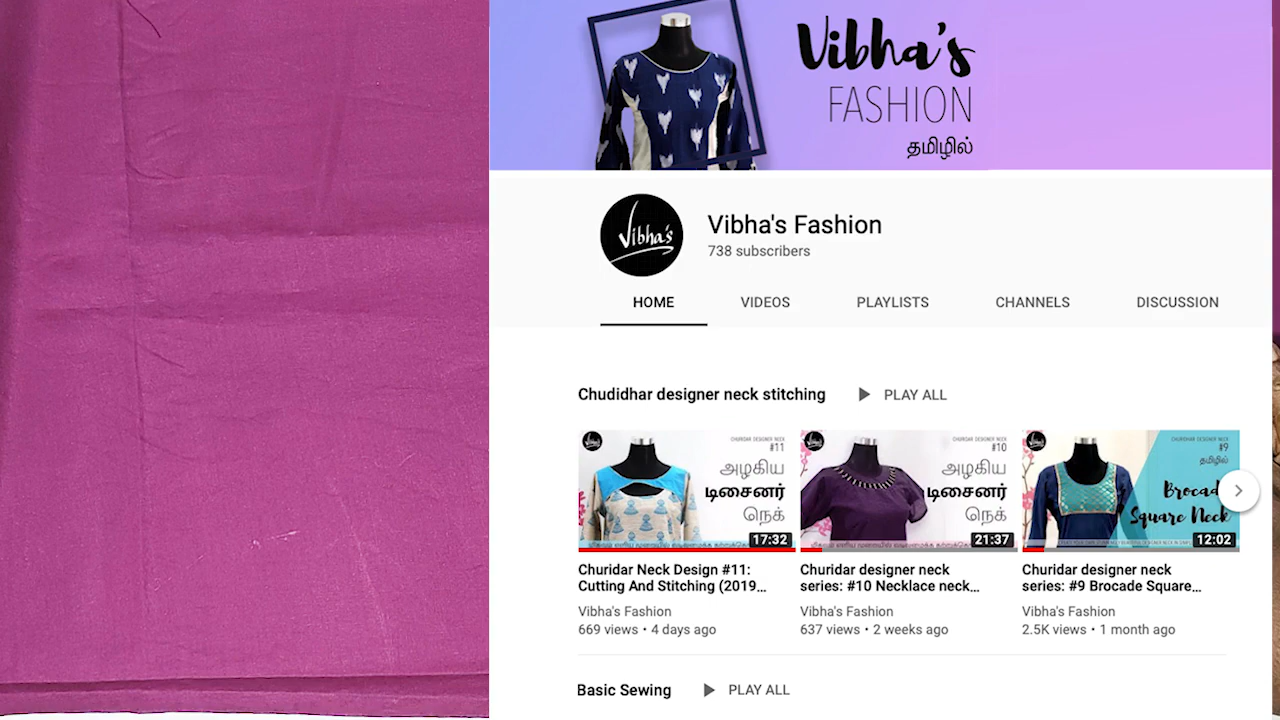 Vibha's
FASHION
தமிழில்
Vibha's
Vibha's Fashion
738 subscribers
HOME
VIDEOS
PLAYLISTS
CHANNELS
DISCUSSION
Chudidhar designer neck stitching
PLAY ALL
Vibha's
CHURIDAR DESIGNER NECK
#11
அழகிய
டிசைனர்
நெக்
17:32
Churidar Neck Design #11:
Cutting And Stitching (2019...
Vibha's Fashion
669 views • 4 days ago
Vibha's
CHURIDAR DESIGNER NECK
#10
அழகிய
டிசைனர்
நெக்
21:37
Churidar designer neck
series: #10 Necklace neck...
Vibha's Fashion
637 views • 2 weeks ago
Vibha's
CHURIDHAR DESIGNER NECK
#9
தமிழில்
Square Neck
12:02
Churidar designer neck
series: #9 Brocade Square...
Vibha's Fashion
2.5K views • 1 month ago
Basic Sewing
PLAY ALL